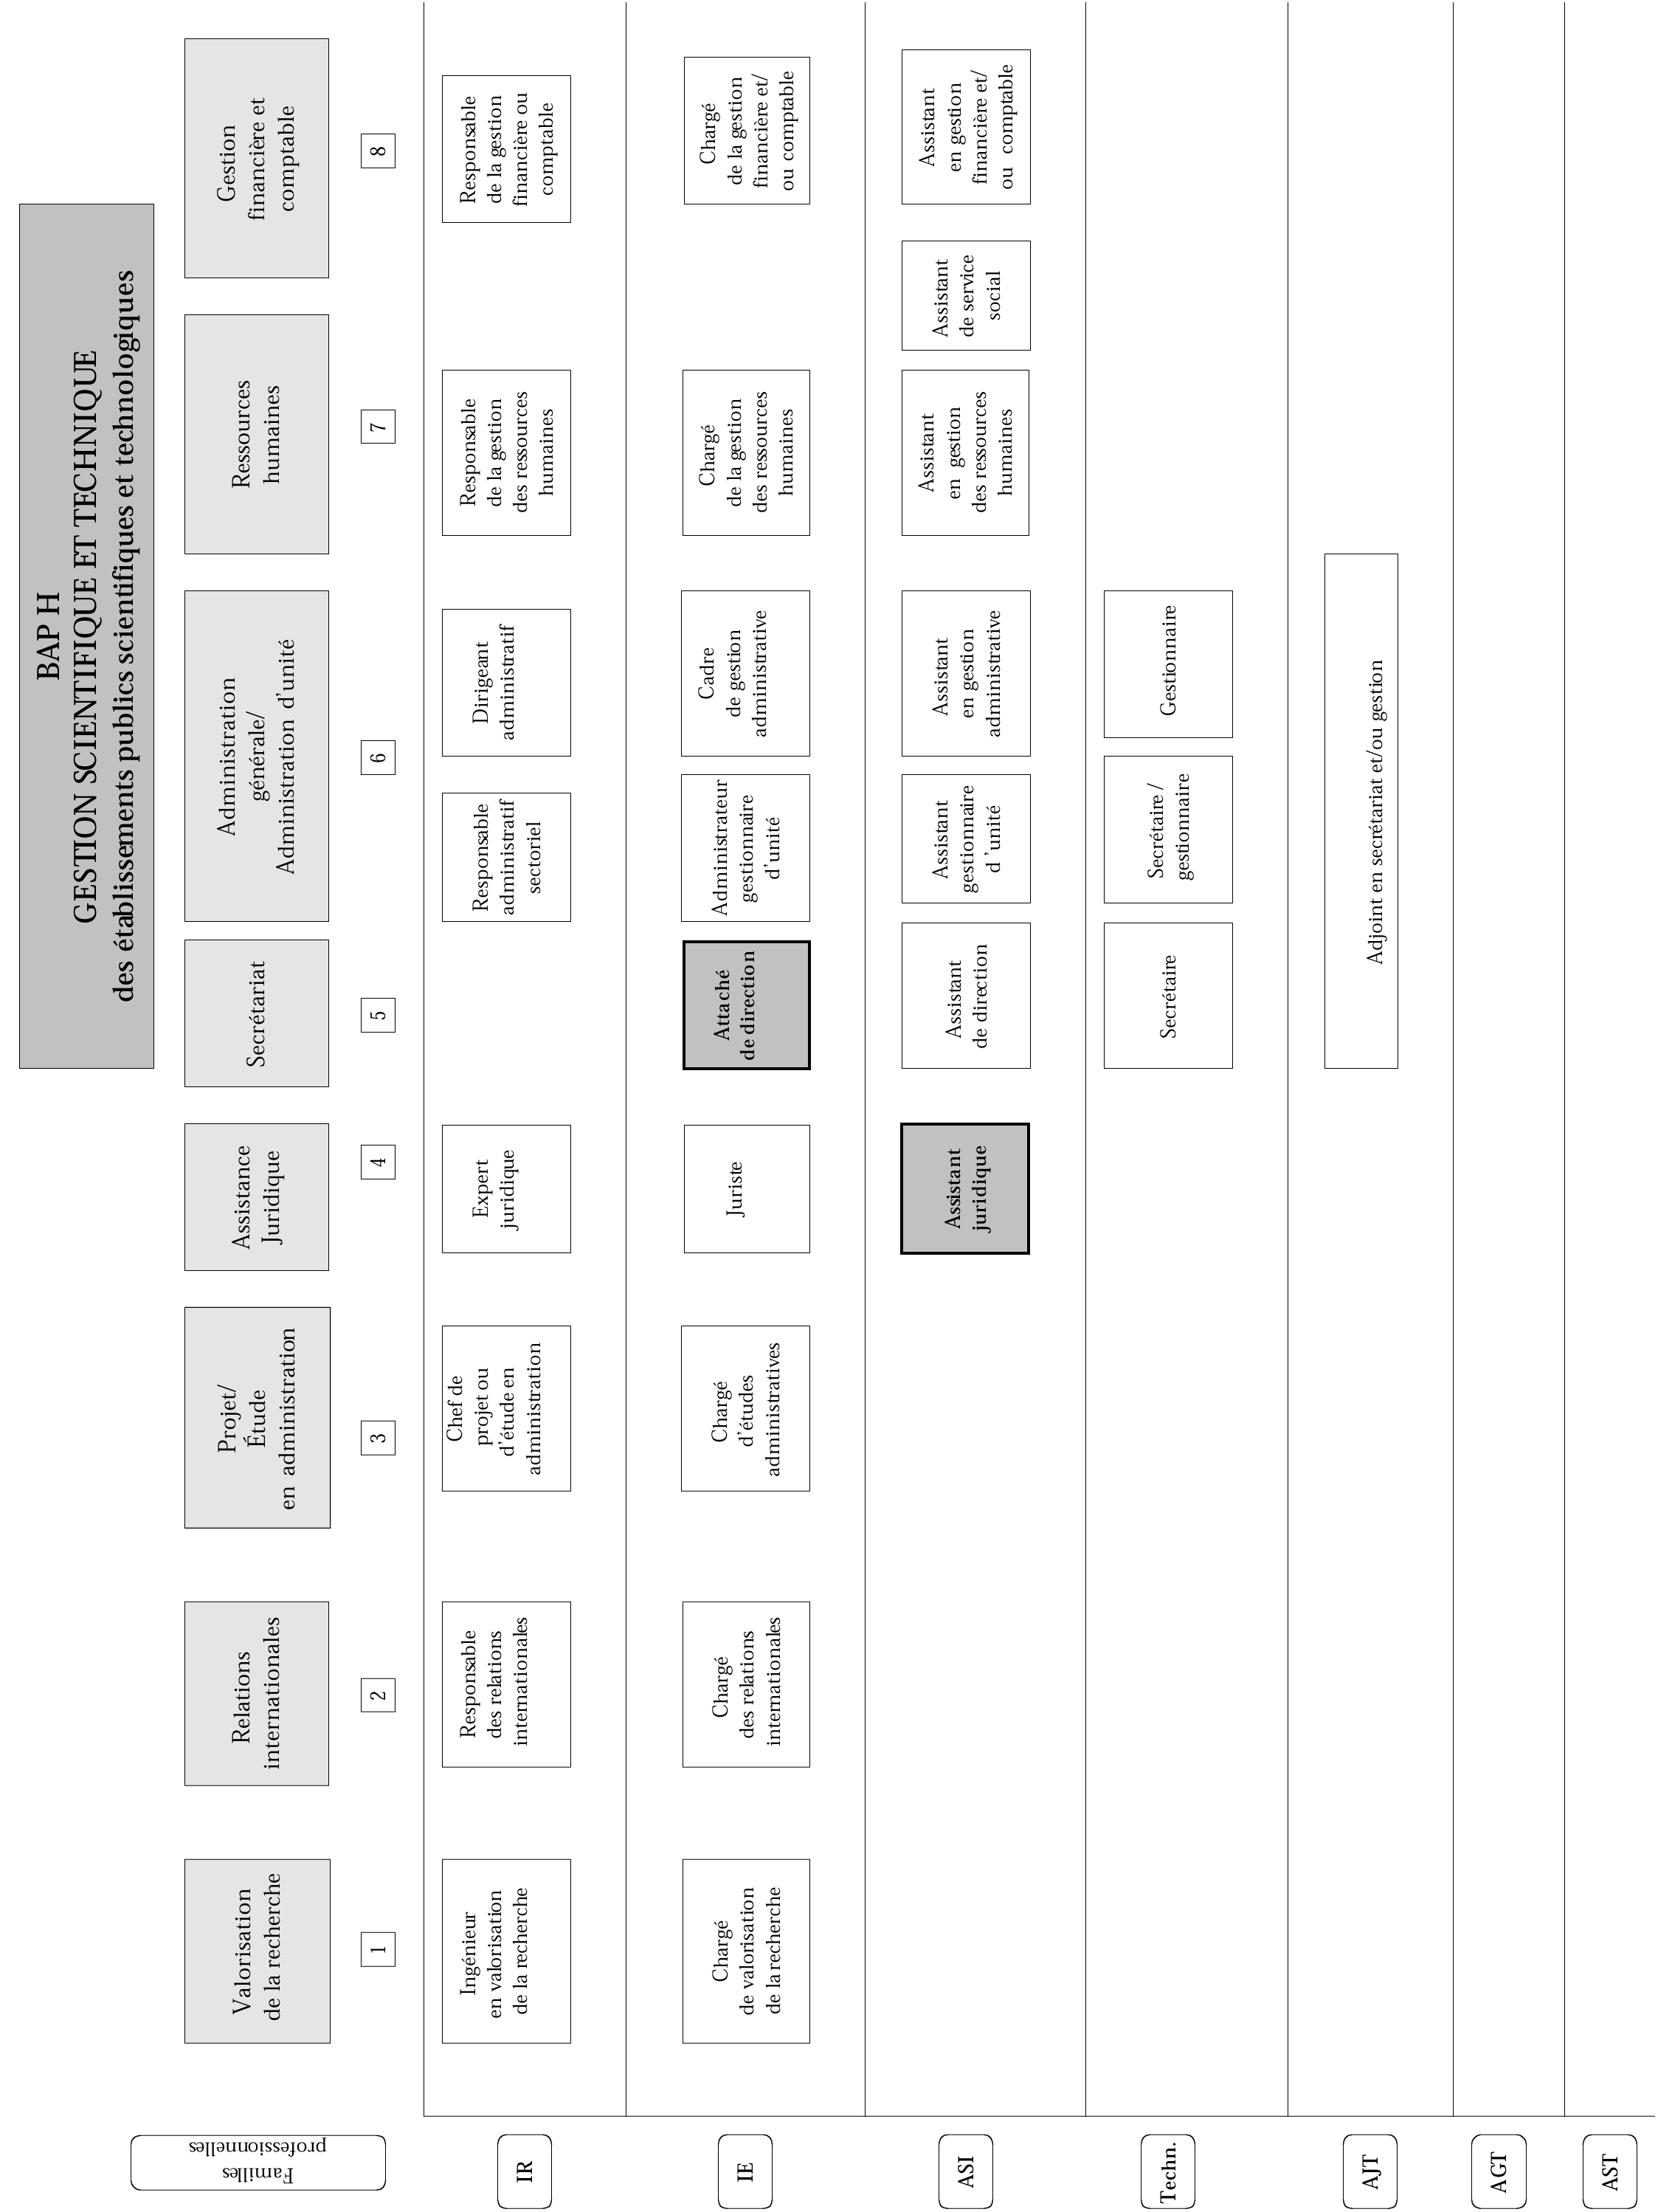 BAP H
GESTION SCIENTIFIQUE ET TECHNIQUE
des établissements publics scientifiques et technologiques
Familles
professionnelles
Valorisation
de la recherche
Relations
internationales
Projet/
Étude
en administration
Assistance
Juridique
Secrétariat
Administration
générale/
Administration d'unité
Ressources
humaines
Gestion
financière et
comptable
1
2
3
4
5
6
7
8
IR
Ingénieur
en valorisation
de la recherche
Responsable
des relations
internationales
Chef de
projet ou
d'étude en
administration
Expert
juridique
Responsable
administratif
sectoriel
Dirigeant
administratif
Responsable
de la gestion
des ressources
humaines
Responsable
de la gestion
financière ou
comptable
IE
Chargé
de valorisation
de la recherche
Chargé
des relations
internationales
Chargé
d'études
administratives
Juriste
Attaché
de direction
Administrateur
gestionnaire
d'unité
Cadre
de gestion
administrative
Chargé
de la gestion
des ressources
humaines
Chargé
de la gestion
financière et/
ou comptable
ASI
Assistant
juridique
Assistant
de direction
Assistant
gestionnaire
d 'unité
Assistant
en gestion
administrative
Assistant
en gestion
des ressources
humaines
Assistant
de service
social
Assistant
en gestion
financière et/
ou comptable
Techn.
Secrétaire
Secrétaire /
gestionnaire
Gestionnaire
AJT
Adjoint en secrétariat et/ou gestion
AGT
AST